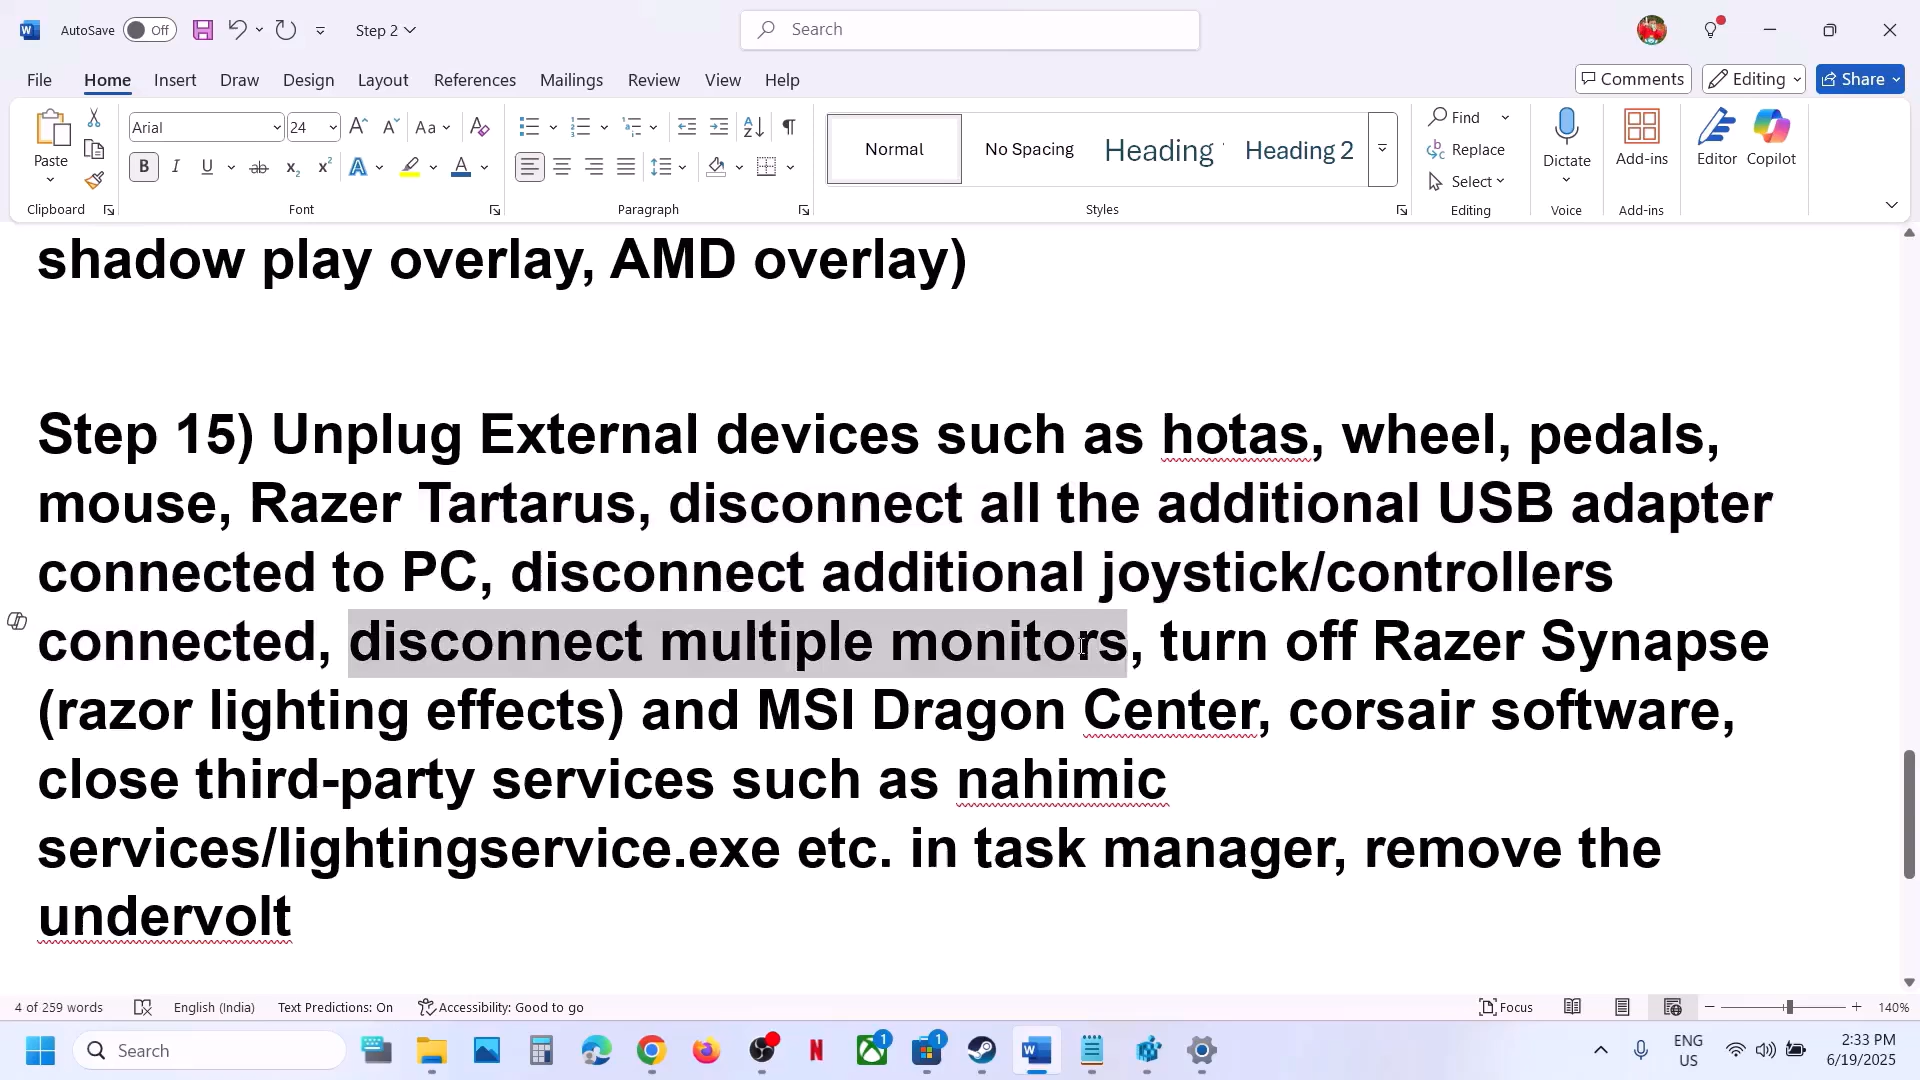 AutoSave Off Step 2 Search
File Home Insert Draw Design Layout References Mailings Review View Help Comments Editing Share
Paste Arial 24 Aa Normal No Spacing Heading Heading 2 Find Replace Select Dictate Add-ins Editor Copilot
Clipboard Font Paragraph Styles Editing Voice Add-ins
shadow play overlay, AMD overlay)
Step 15) Unplug External devices such as hotas, wheel, pedals,
mouse, Razer Tartarus, disconnect all the additional USB adapter
connected to PC, disconnect additional joystick/controllers
connected, disconnect multiple monitors, turn off Razer Synapse
(razor lighting effects) and MSI Dragon Center, corsair software,
close third-party services such as nahimic
services/lightingservice.exe etc. in task manager, remove the
undervolt
4 of 259 words English (India) Text Predictions: On Accessibility: Good to go Focus 140%
Search 1 1 ENG
US 2:33 PM
6/19/2025